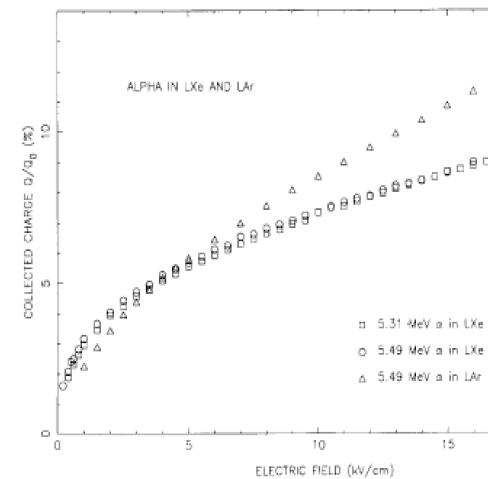 ALPHA IN LXe AND LAr
COLLECTED CHARGE Q/Q₀ (%)
10
5
0
□ 5.31 MeV α in LXe
○ 5.49 MeV α in LXe
△ 5.49 MeV α in LAr
0 5 10 15
ELECTRIC FIELD (kV/cm)